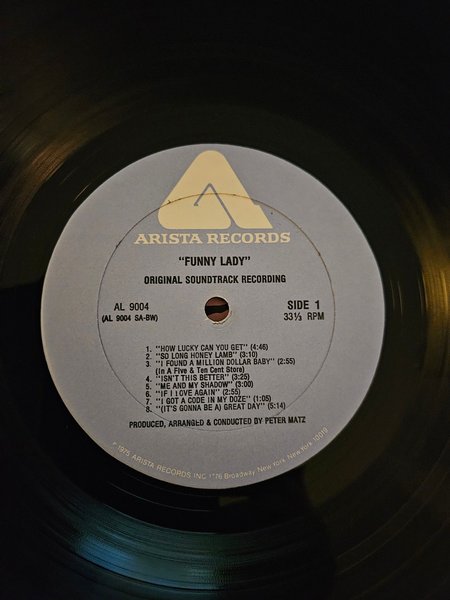 ARISTA RECORDS
"FUNNY LADY"
ORIGINAL SOUNDTRACK RECORDING
AL 9004
(AL 9004 SA-BW)
SIDE 1
33⅓ RPM
1. "HOW LUCKY CAN YOU GET" (4:46)
2. "SO LONG HONEY LAMB" (3:10)
3. "I FOUND A MILLION DOLLAR BABY" (2:55)
(In A Five & Ten Cent Store)
4. "ISN'T THIS BETTER" (3:25)
5. "ME AND MY SHADOW" (3:00)
6. "IF I LOVE AGAIN" (2:55)
7. "I GOT A CODE IN MY DOZE" (1:05)
8. "(IT'S GONNA BE A) GREAT DAY" (5:14)
PRODUCED, ARRANGED & CONDUCTED BY PETER MATZ
℗ 1975 ARISTA RECORDS INC. 1776 Broadway, New York, New York 10019